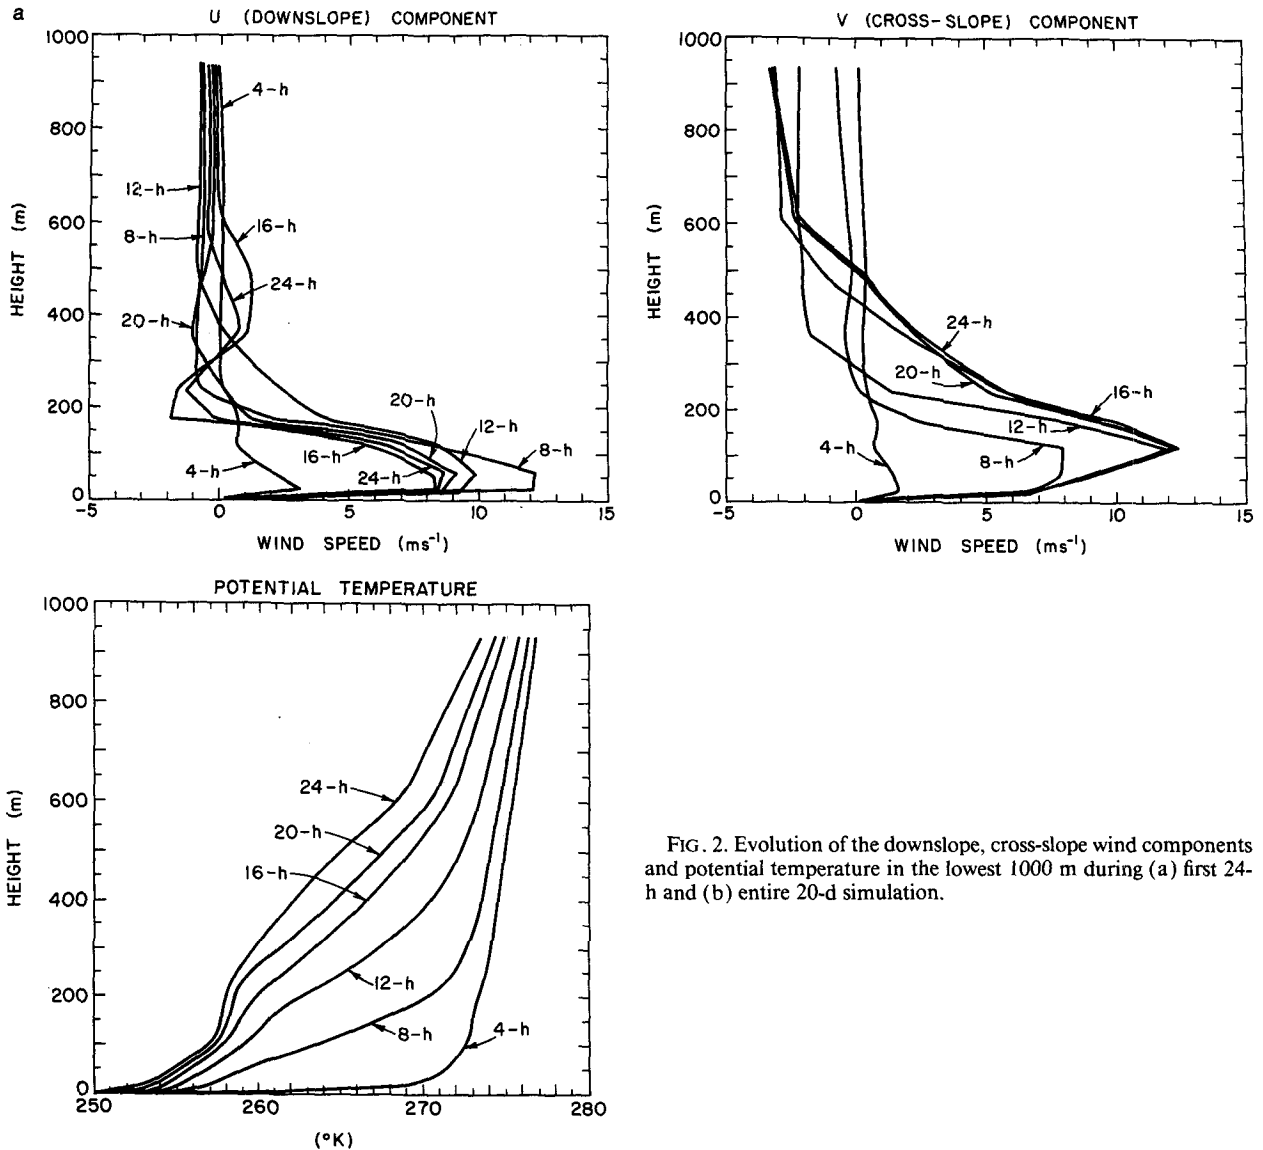 a
U (DOWNSLOPE) COMPONENT
1000
800
600
400
200
0
HEIGHT (m)
4-h
12-h
16-h
8-h
24-h
20-h
20-h
12-h
8-h
16-h
4-h
24-h
-5
0
5
10
15
WIND SPEED (ms⁻¹)
V (CROSS-SLOPE) COMPONENT
1000
800
600
400
200
0
HEIGHT (m)
24-h
20-h
16-h
12-h
4-h
8-h
-5
0
5
10
15
WIND SPEED (ms⁻¹)
POTENTIAL TEMPERATURE
1000
800
600
400
200
0
HEIGHT (m)
24-h
20-h
16-h
12-h
8-h
4-h
250
260
270
280
(°K)
FIG. 2. Evolution of the downslope, cross-slope wind components
and potential temperature in the lowest 1000 m during (a) first 24-
h and (b) entire 20-d simulation.